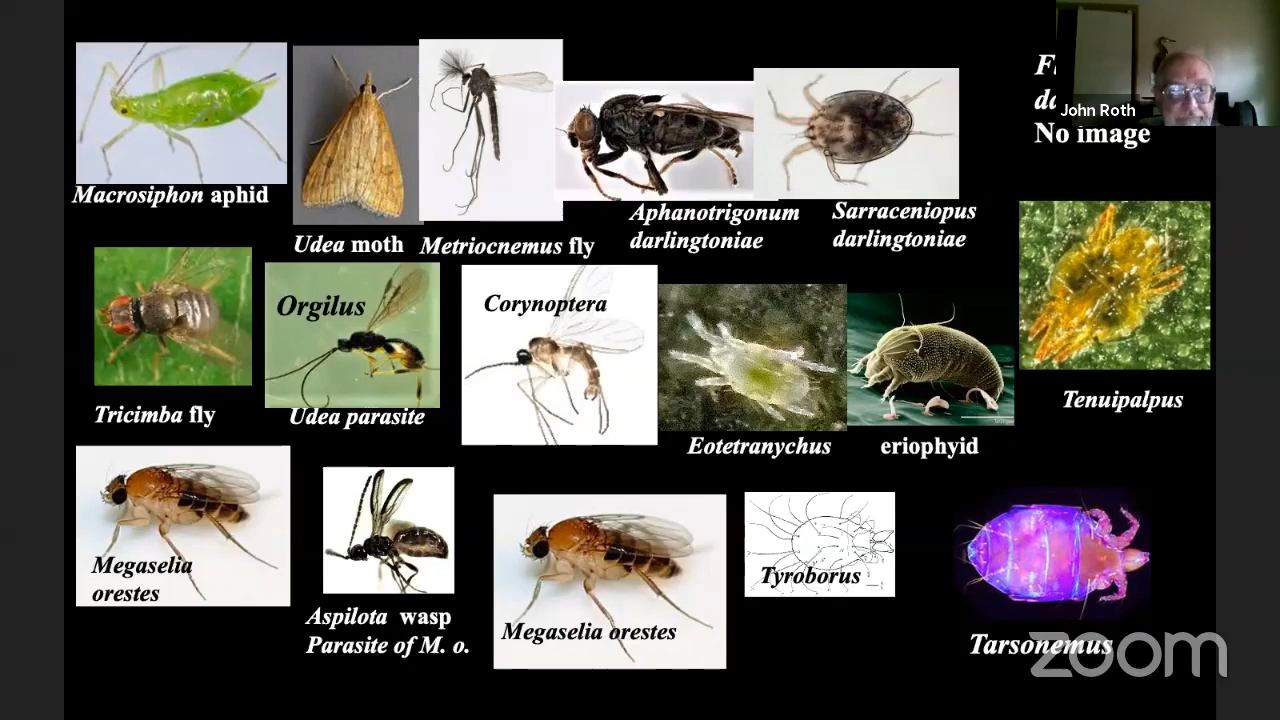 John Roth
No image
Macrosiphon aphid
Udea moth
Metriocnemus fly
Aphanotrigonum
darlingtoniae
Sarraceniopus
darlingtoniae
Tricimba fly
Orgilus
Udea parasite
Corynoptera
Eotetranychus
eriophyid
Tenuipalpus
Megaselia
orestes
Aspilota wasp
Parasite of M. o.
Megaselia orestes
Tyroborus
Tarsonemus
zoom